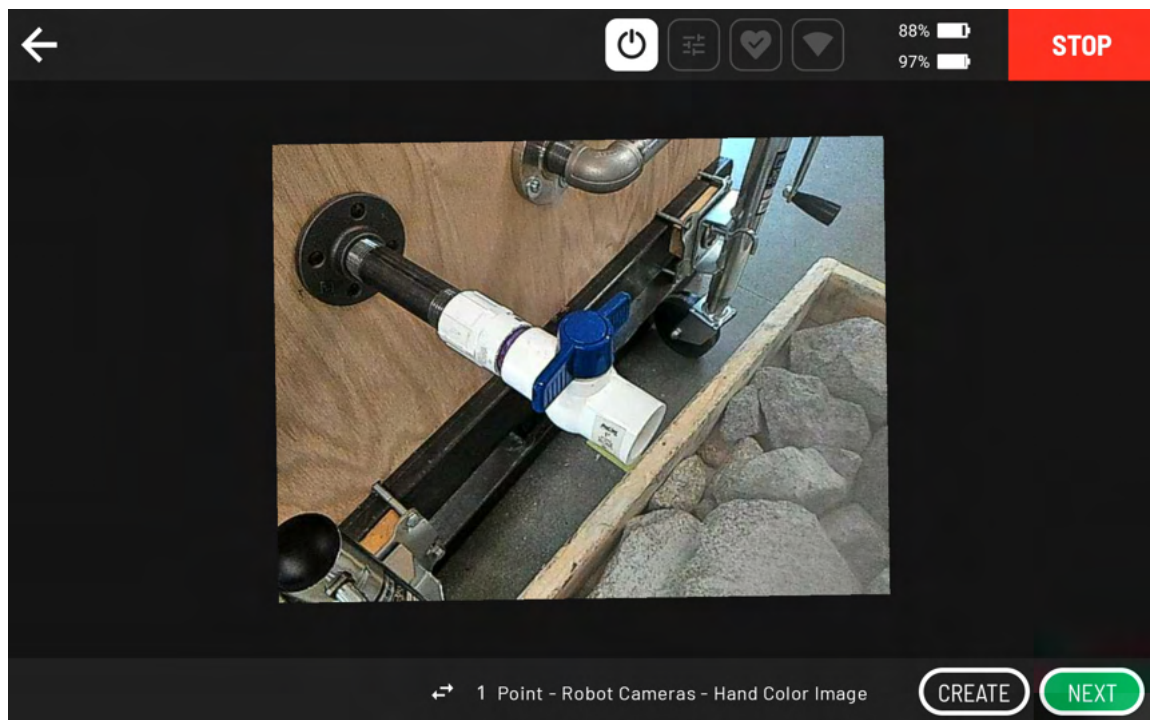 88%
STOP
97%
1 Point - Robot Cameras - Hand Color Image
CREATE
NEXT